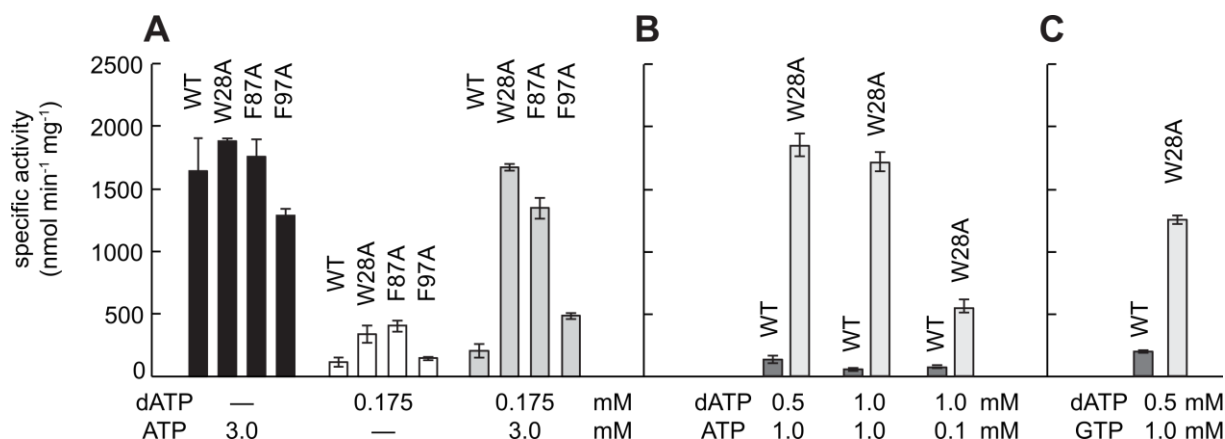 A B C
specific activity
(nmol min⁻¹ mg⁻¹)
2500
2000
1500
1000
500
0
WT W28A F87A F97A
WT W28A F87A F97A
WT W28A F87A F97A
WT W28A
WT W28A
WT W28A
WT W28A
dATP — 0.175 0.175 mM dATP 0.5 1.0 1.0 mM dATP 0.5 mM
ATP 3.0 — 3.0 mM ATP 1.0 1.0 0.1 mM GTP 1.0 mM